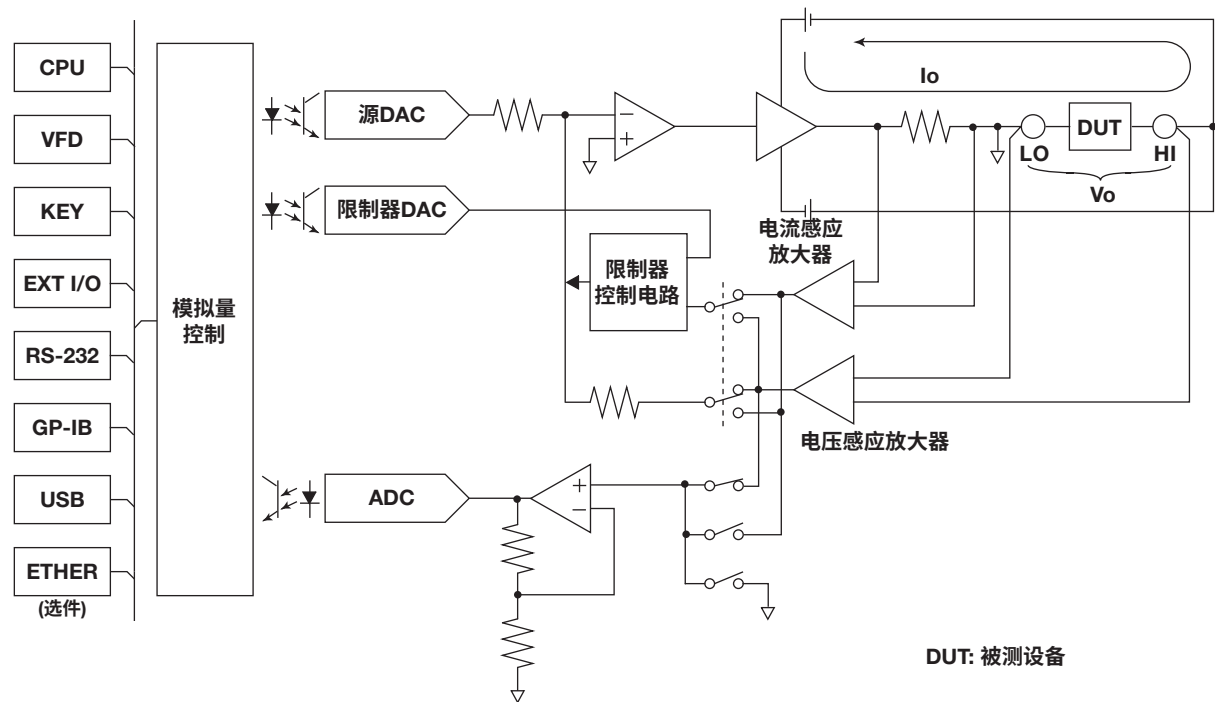 CPU
VFD
KEY
EXT I/O
RS-232
GP-IB
USB
ETHER
(选件)
模拟量
控制
源DAC
限制器DAC
ADC
限制器
控制电路
−
+
电流感应
放大器
电压感应放大器
+
−
Io
LO
DUT
HI
Vo
DUT: 被测设备